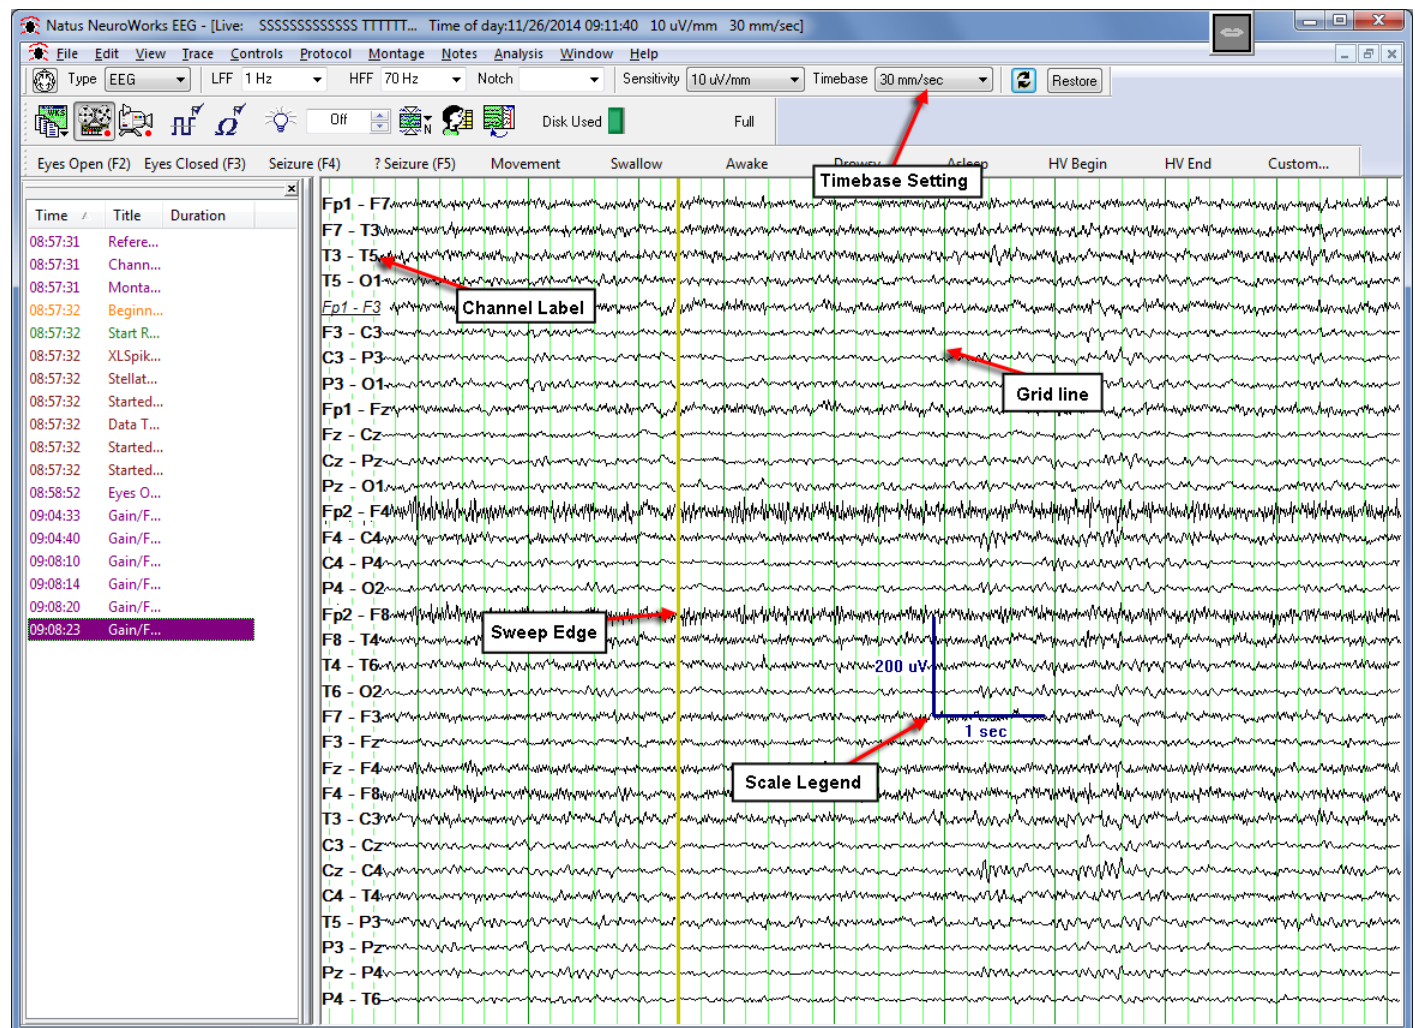 Natus NeuroWorks EEG - [Live: SSSSSSSSSSSSS TTTTTT... Time of day:11/26/2014 09:11:40 10 uV/mm 30 mm/sec]
File Edit View Trace Controls Protocol Montage Notes Analysis Window Help
Type EEG LFF 1 Hz HFF 70 Hz Notch Sensitivity 10 uV/mm Timebase 30 mm/sec Restore
Off N Disk Used Full
Eyes Open (F2) Eyes Closed (F3) Seizure (F4) ? Seizure (F5) Movement Swallow Awake Drowsy Asleep HV Begin HV End Custom...
Timebase Setting
Time Title Duration
08:57:31 Refere...
08:57:31 Chann...
08:57:31 Monta...
08:57:32 Beginn...
08:57:32 Start R...
08:57:32 XLSpik...
08:57:32 Stellat...
08:57:32 Started...
08:57:32 Data T...
08:57:32 Started...
08:57:32 Started...
08:58:52 Eyes O...
09:04:33 Gain/F...
09:04:40 Gain/F...
09:08:10 Gain/F...
09:08:14 Gain/F...
09:08:20 Gain/F...
09:08:23 Gain/F...
Fp1 - F7
F7 - T3
T3 - T5
T5 - O1
Channel Label
Fp1 - F3
F3 - C3
C3 - P3
P3 - O1
Grid line
Fp1 - Fz
Fz - Cz
Cz - Pz
Pz - O1
Fp2 - F4
F4 - C4
C4 - P4
P4 - O2
Fp2 - F8
Sweep Edge
F8 - T4
T4 - T6
200 uV
T6 - O2
F7 - F3
1 sec
F3 - Fz
Fz - F4
Scale Legend
F4 - F8
T3 - C3
C3 - Cz
Cz - C4
C4 - T4
T5 - P3
P3 - Pz
Pz - P4
P4 - T6